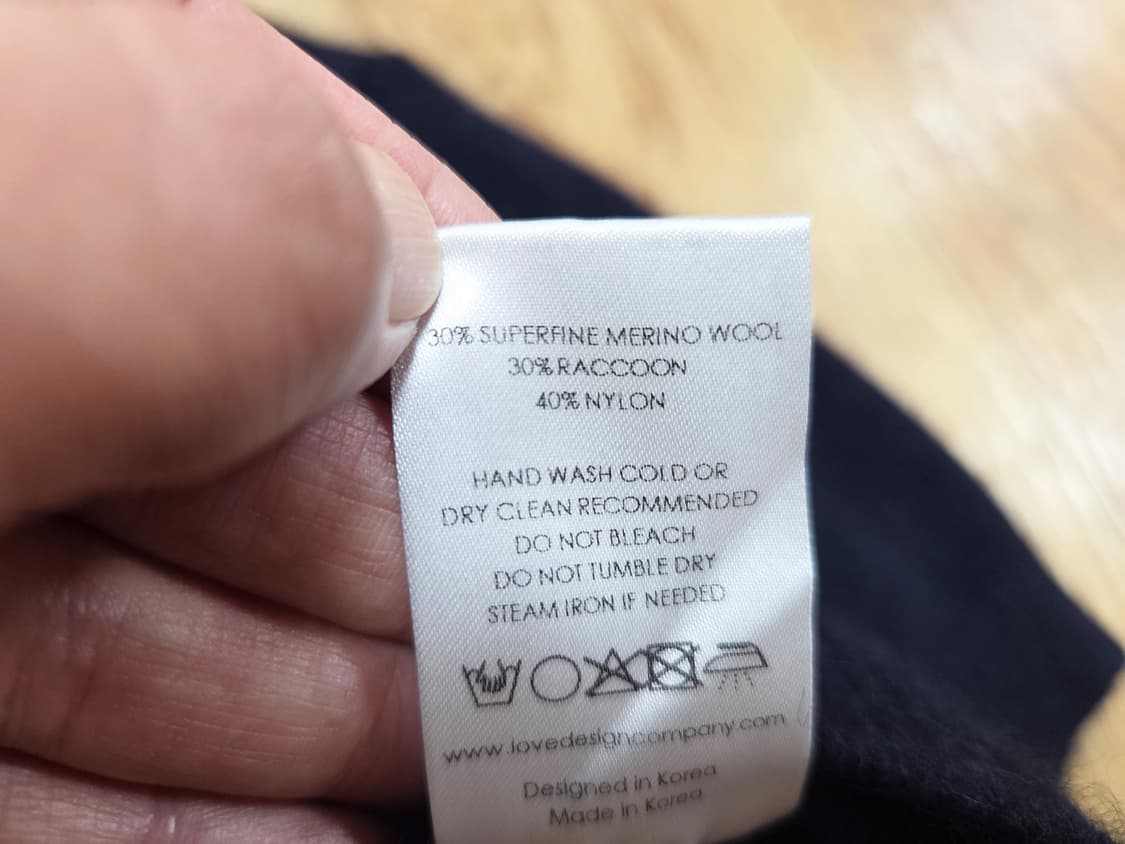 30% SUPERFINE MERINO WOOL
30% RACCOON
40% NYLON
HAND WASH COLD OR
DRY CLEAN RECOMMENDED
DO NOT BLEACH
DO NOT TUMBLE DRY
STEAM IRON IF NEEDED
www.lovedesigncompany.com
Designed in Korea
Made in Korea